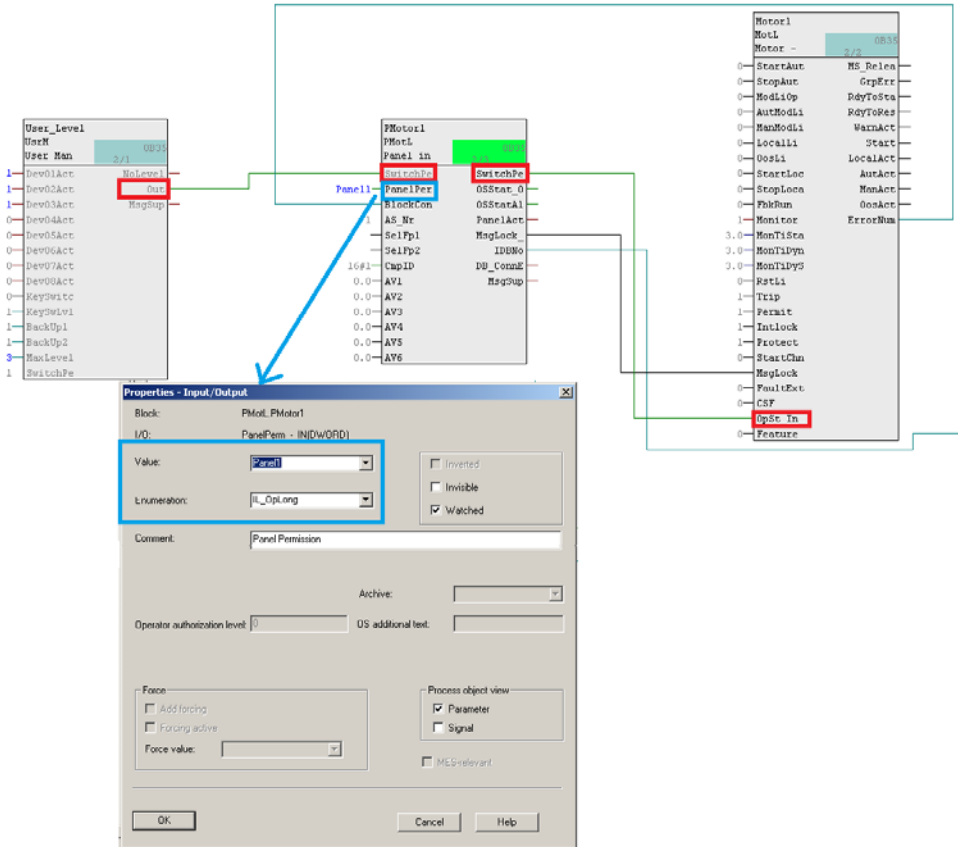 User_Level
UsrM
User Man
OB35
2/1
1 Dev01Act NoLevel
1 Dev02Act Out
1 Dev03Act MsgSup
0 Dev04Act
0 Dev05Act
0 Dev06Act
0 Dev07Act
0 Dev08Act
0 KeySwitc
1 KeySwLvl
1 BackUp1
1 BackUp2
3 MaxLevel
1 SwitchPe
PMotor1
PMotL
Panel in
SwitchPe SwitchPe
Panel1 PanelPer OSStat_O
BlockCon OSStatAl
1 AS_Nr PanelAct
SelFp1 MsgLock_
SelFp2 IDBNo
16#1 CmpID DB_ConnE
0.0 AV1 MsgSup
0.0 AV2
0.0 AV3
0.0 AV4
0.0 AV5
0.0 AV6
Motor1
MotL
Motor -
OB35
2/2
0 StartAut MS_Relea
0 StopAut GrpErr
0 ModLiOp RdyToSta
0 AutModLi RdyToRes
0 ManModLi WarnAct
0 LocalLi Start
0 OosLi LocalAct
0 StartLoc AutAct
0 StopLoca ManAct
0 FbkRun OosAct
1 Monitor ErrorNum
3.0 MonTiSta
3.0 MonTiDyn
3.0 MonTiDyS
0 RstLi
1 Trip
1 Permit
1 Intlock
1 Protect
0 StartChn
MsgLock
0 FaultExt
0 CSF
OpSt_In
0 Feature
Properties - Input/Output
Block: PMotL.PMotor1
I/O: PanelPerm - IN(DWORD)
Value: Panel1
Inverted
Invisible
Enumeration: IL_OpLong
Watched
Comment: Panel Permission
Archive:
Operator authorization level: 0 OS additional text:
Force
Add forcing
Forcing active
Force value:
Process object view
Parameter
Signal
MES-relevant
OK Cancel Help